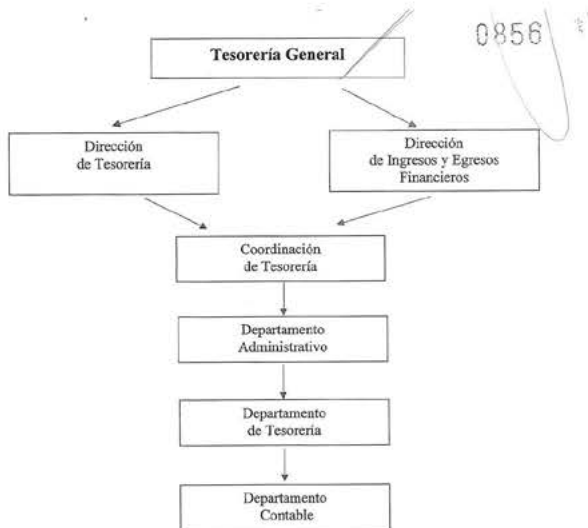 0856
Tesorería General
Dirección
de Tesorería
Dirección
de Ingresos y Egresos
Financieros
Coordinación
de Tesorería
Departamento
Administrativo
Departamento
de Tesorería
Departamento
Contable